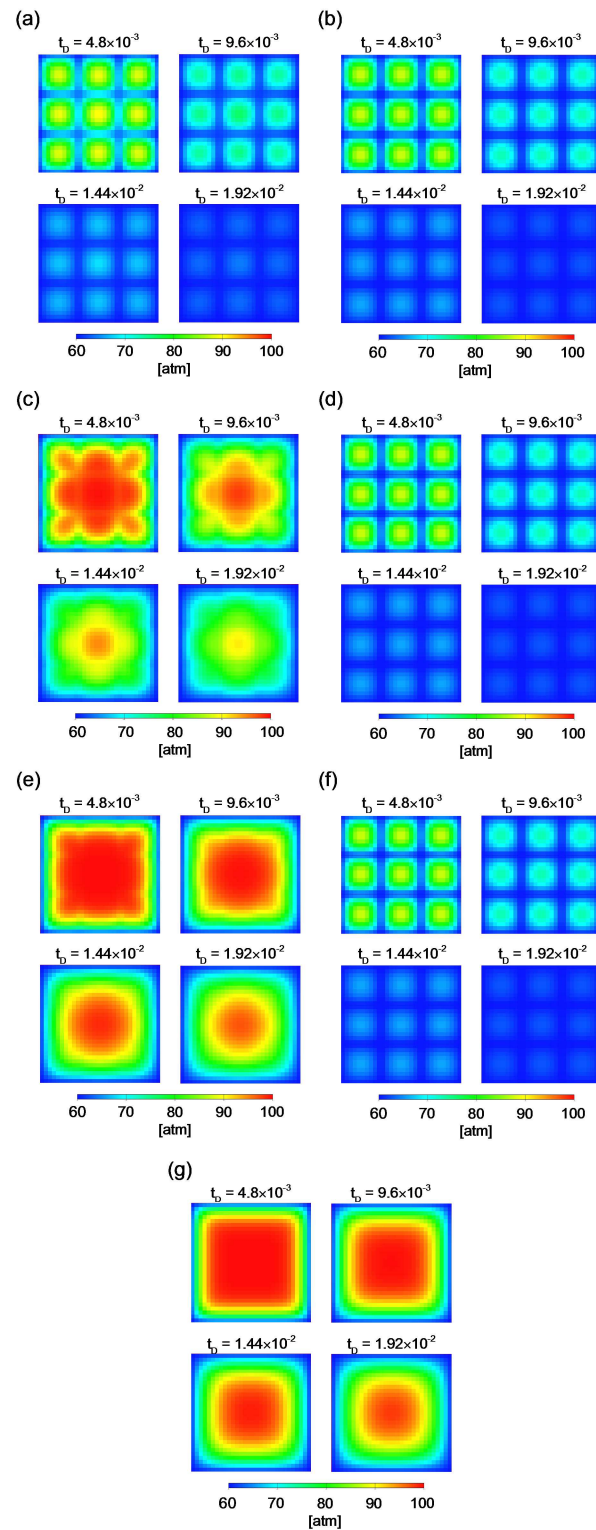 (a) (b)
t_D = 4.8×10⁻³ t_D = 9.6×10⁻³ t_D = 4.8×10⁻³ t_D = 9.6×10⁻³
t_D = 1.44×10⁻² t_D = 1.92×10⁻² t_D = 1.44×10⁻² t_D = 1.92×10⁻²
60 70 80 90 100 60 70 80 90 100
[atm] [atm]
(c) (d)
t_D = 4.8×10⁻³ t_D = 9.6×10⁻³ t_D = 4.8×10⁻³ t_D = 9.6×10⁻³
t_D = 1.44×10⁻² t_D = 1.92×10⁻² t_D = 1.44×10⁻² t_D = 1.92×10⁻²
60 70 80 90 100 60 70 80 90 100
[atm] [atm]
(e) (f)
t_D = 4.8×10⁻³ t_D = 9.6×10⁻³ t_D = 4.8×10⁻³ t_D = 9.6×10⁻³
t_D = 1.44×10⁻² t_D = 1.92×10⁻² t_D = 1.44×10⁻² t_D = 1.92×10⁻²
60 70 80 90 100 60 70 80 90 100
[atm] [atm]
(g)
t_D = 4.8×10⁻³ t_D = 9.6×10⁻³
t_D = 1.44×10⁻² t_D = 1.92×10⁻²
60 70 80 90 100
[atm]